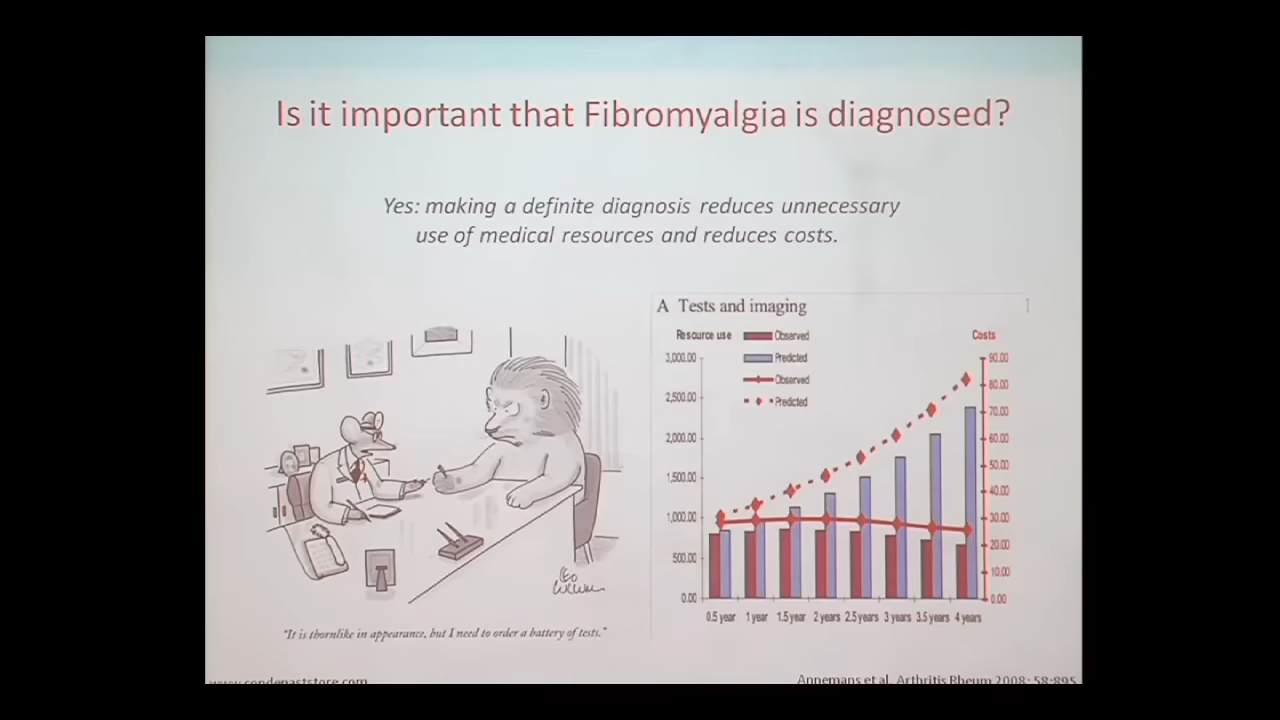 Is it important that Fibromyalgia is diagnosed?
Yes: making a definite diagnosis reduces unnecessary
use of medical resources and reduces costs.
A Tests and imaging
Resource use
Observed
Predicted
Observed
Predicted
Costs
3,000.00
2,500.00
2,000.00
1,500.00
1,000.00
500.00
0.00
90.00
80.00
70.00
60.00
50.00
40.00
30.00
20.00
10.00
0.00
0.5 year 1 year 1.5 year 2 years 2.5 years 3 years 3.5 years 4 years
"It is thornlike in appearance, but I need to order a battery of tests."
www.condenaststore.com
Annemans et al. Arthritis Rheum 2008; 58:895